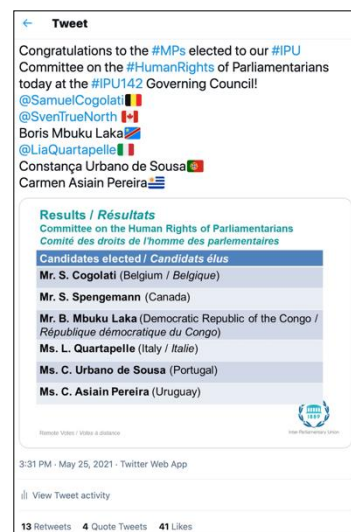 Tweet
Congratulations to the #MPs elected to our #IPU
Committee on the #HumanRights of Parliamentarians
today at the #IPU142 Governing Council!
@SamuelCogolati
@SvenTrueNorth
Boris Mbuku Laka
@LiaQuartapelle
Constança Urbano de Sousa
Carmen Asiain Pereira
Results / Résultats
Committee on the Human Rights of Parliamentarians
Comité des droits de l'homme des parlementaires
Candidates elected / Candidats élus
Mr. S. Cogolati (Belgium / Belgique)
Mr. S. Spengemann (Canada)
Mr. B. Mbuku Laka (Democratic Republic of the Congo /
République démocratique du Congo)
Ms. L. Quartapelle (Italy / Italie)
Ms. C. Urbano de Sousa (Portugal)
Ms. C. Asiain Pereira (Uruguay)
Remote Votes / Votes à distance
1889
Inter-Parliamentary Union
3:31 PM · May 25, 2021 · Twitter Web App
View Tweet activity
13 Retweets 4 Quote Tweets 41 Likes